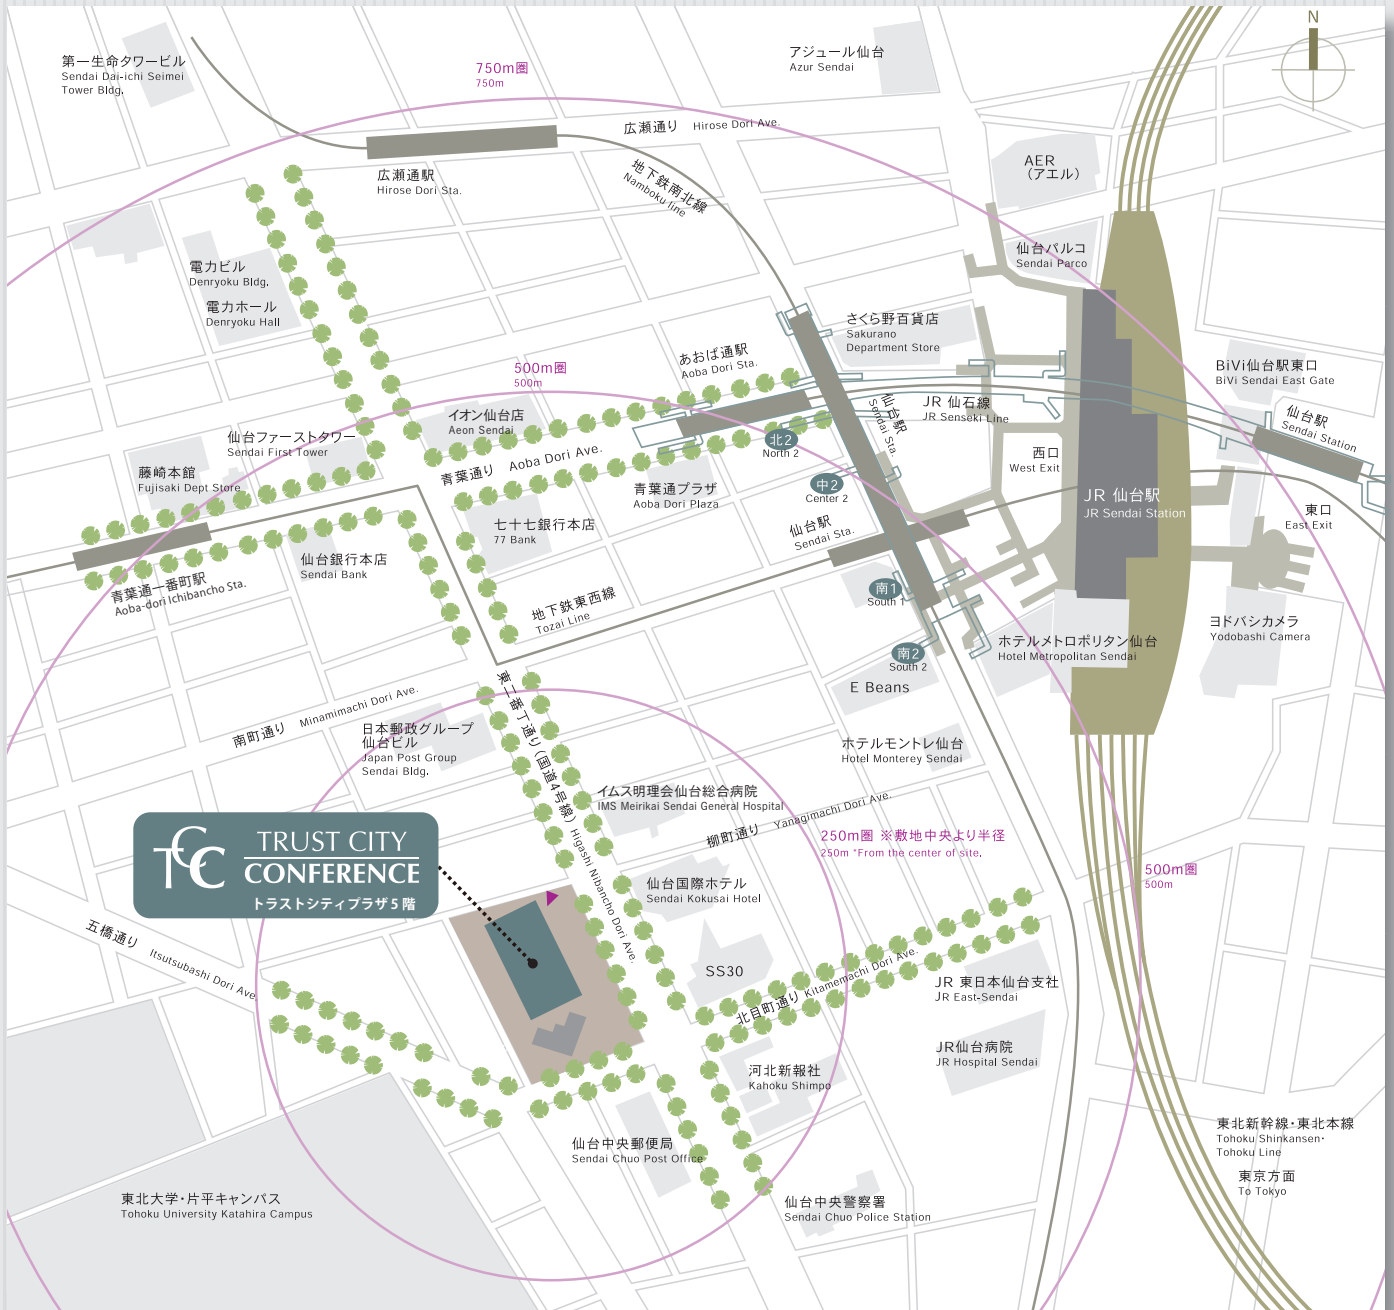 N
第一生命タワービル
Sendai Dai-ichi Seimei
Tower Bldg.
750m圏
750m
アジュール仙台
Azur Sendai
広瀬通り Hirose Dori Ave.
広瀬通駅
Hirose Dori Sta.
地下鉄南北線
Namboku line
AER
(アエル)
仙台パルコ
Sendai Parco
電力ビル
Denryoku Bldg.
電力ホール
Denryoku Hall
さくら野百貨店
Sakurano
Department Store
あおば通駅
Aoba Dori Sta.
500m圏
500m
BiVi仙台駅東口
BiVi Sendai East Gate
仙台駅
Sendai Station
JR 仙石線
JR Senseki Line
仙台駅
Sendai Sta.
イオン仙台店
Aeon Sendai
仙台ファーストタワー
Sendai First Tower
藤崎本館
Fujisaki Dept Store
青葉通り Aoba Dori Ave.
北2
North 2
西口
West Exit
中2
Center 2
青葉通プラザ
Aoba Dori Plaza
JR 仙台駅
JR Sendai Station
東口
East Exit
七十七銀行本店
77 Bank
仙台駅
Sendai Sta.
仙台銀行本店
Sendai Bank
青葉通一番町駅
Aoba-dori Ichibancho Sta.
地下鉄東西線
Tozai Line
南1
South 1
南2
South 2
ホテルメトロポリタン仙台
Hotel Metropolitan Sendai
ヨドバシカメラ
Yodobashi Camera
E Beans
南町通り Minamimachi Dori Ave.
日本郵政グループ
仙台ビル
Japan Post Group
Sendai Bldg.
東二番丁通り(国道4号線) Higashi Nibancho Dori Ave.
ホテルモントレ仙台
Hotel Monterey Sendai
イムス明理会仙台総合病院
IMS Meirikai Sendai General Hospital
柳町通り Yanagimachi Dori Ave.
250m圏 ※敷地中央より半径
250m *From the center of site.
TCC
TRUST CITY
CONFERENCE
トラストシティプラザ5階
500m圏
500m
仙台国際ホテル
Sendai Kokusai Hotel
五橋通り Itsutsubashi Dori Ave.
SS30
北目町通り Kitamemachi Dori Ave.
JR 東日本仙台支社
JR East-Sendai
JR仙台病院
JR Hospital Sendai
河北新報社
Kahoku Shimpo
仙台中央郵便局
Sendai Chuo Post Office
東北新幹線・東北本線
Tohoku Shinkansen·
Tohoku Line
東京方面
To Tokyo
東北大学・片平キャンパス
Tohoku University Katahira Campus
仙台中央警察署
Sendai Chuo Police Station